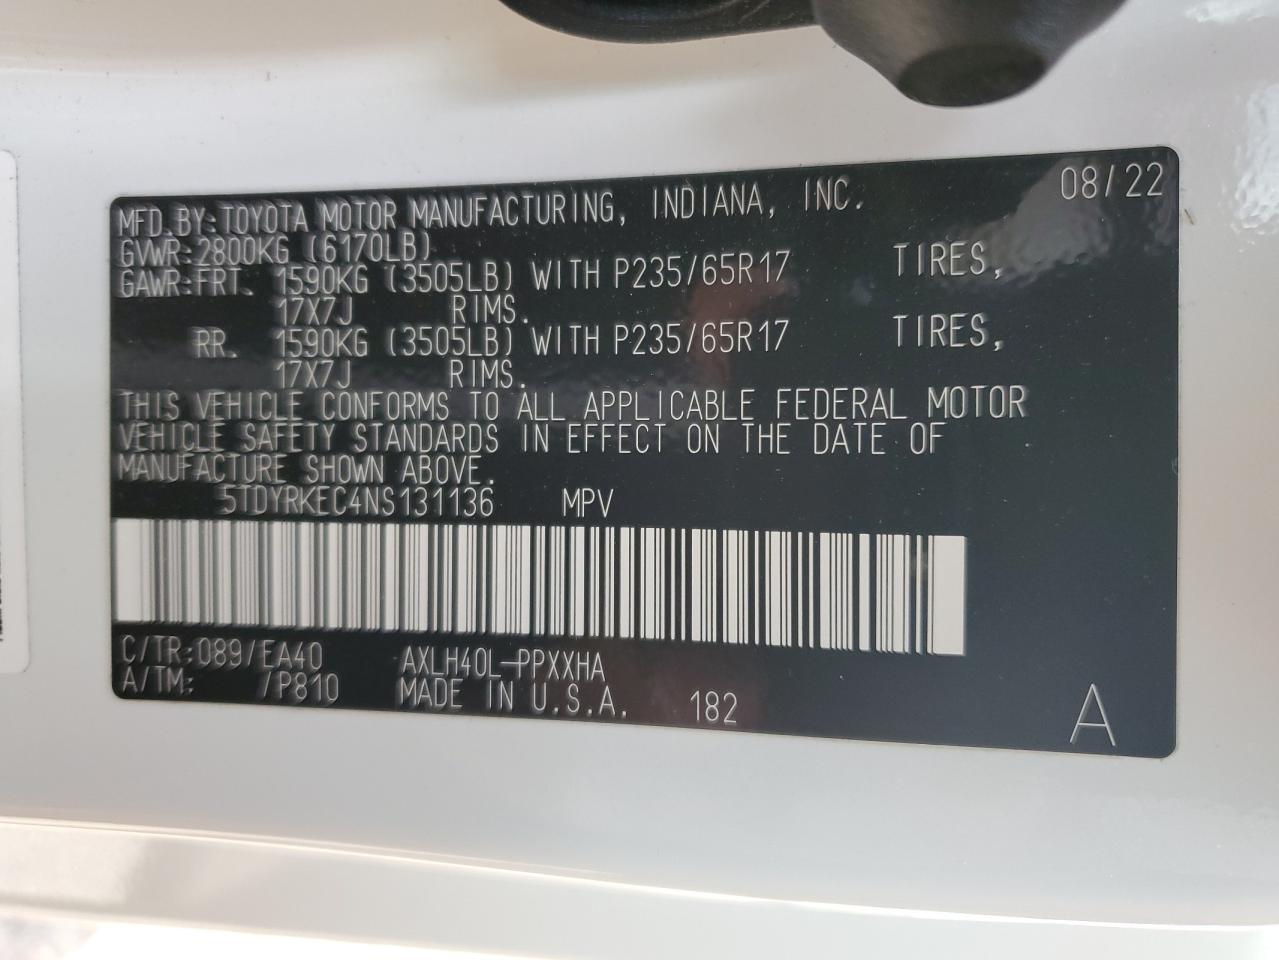 MFD.BY:TOYOTA MOTOR MANUFACTURING, INDIANA, INC. 08/22
GVWR:2800KG (6170LB)
GAWR:FRT. 1590KG (3505LB) WITH P235/65R17 TIRES,
17X7J RIMS.
RR. 1590KG (3505LB) WITH P235/65R17 TIRES,
17X7J RIMS.
THIS VEHICLE CONFORMS TO ALL APPLICABLE FEDERAL MOTOR
VEHICLE SAFETY STANDARDS IN EFFECT ON THE DATE OF
MANUFACTURE SHOWN ABOVE.
5TDYRKEC4NS131136 MPV
C/TR:089/EA40 AXLH40L-PPXXHA
A/TM: /P810 MADE IN U.S.A. 182 A